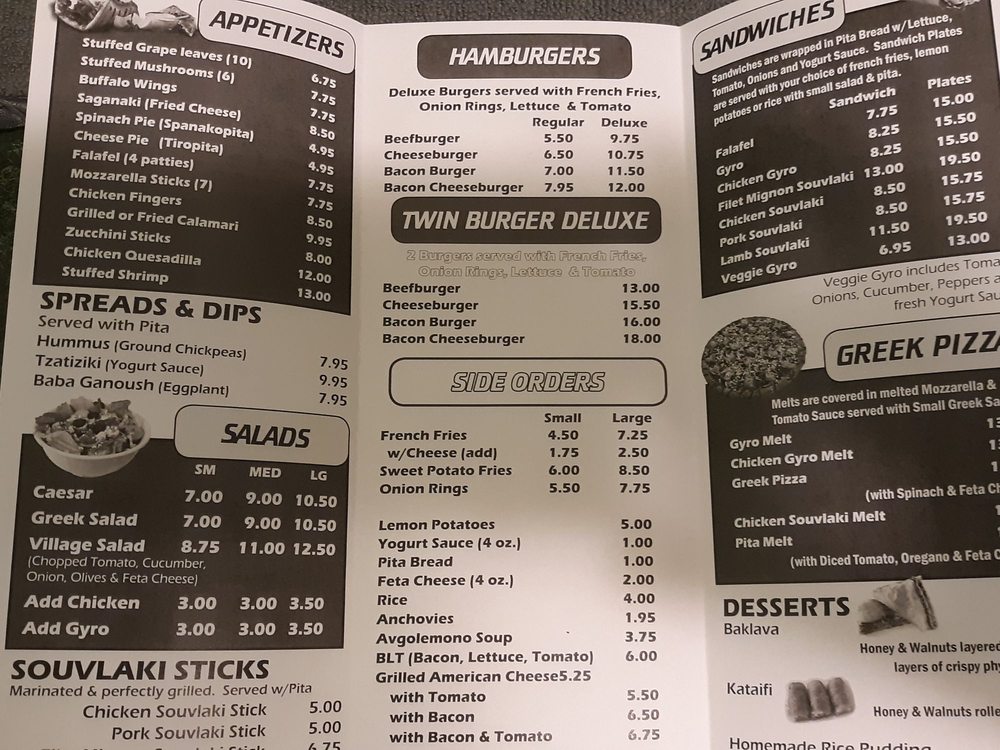 APPETIZERS
Stuffed Grape leaves (10) 6.75
Stuffed Mushrooms (6) 7.75
Buffalo Wings 7.75
Saganaki (Fried Cheese) 8.50
Spinach Pie (Spanakopita) 4.95
Cheese Pie (Tiropita) 4.95
Falafel (4 patties) 7.75
Mozzarella Sticks (7) 7.75
Chicken Fingers 8.50
Grilled or Fried Calamari 9.95
Zucchini Sticks 8.00
Chicken Quesadilla 12.00
Stuffed Shrimp 13.00
SPREADS & DIPS
Served with Pita
Hummus (Ground Chickpeas) 7.95
Tzatiziki (Yogurt Sauce) 9.95
Baba Ganoush (Eggplant) 7.95
SALADS
SM MED LG
Caesar 7.00 9.00 10.50
Greek Salad 7.00 9.00 10.50
Village Salad 8.75 11.00 12.50
(Chopped Tomato, Cucumber,
Onion, Olives & Feta Cheese)
Add Chicken 3.00 3.00 3.50
Add Gyro 3.00 3.00 3.50
SOUVLAKI STICKS
Marinated & perfectly grilled. Served w/Pita
Chicken Souvlaki Stick 5.00
Pork Souvlaki Stick 5.00
Souvlaki Stick 6.75
HAMBURGERS
Deluxe Burgers served with French Fries,
Onion Rings, Lettuce & Tomato
Regular Deluxe
Beefburger 5.50 9.75
Cheeseburger 6.50 10.75
Bacon Burger 7.00 11.50
Bacon Cheeseburger 7.95 12.00
TWIN BURGER DELUXE
2 Burgers served with French Fries,
Onion Rings, Lettuce & Tomato
Beefburger 13.00
Cheeseburger 15.50
Bacon Burger 16.00
Bacon Cheeseburger 18.00
SIDE ORDERS
Small Large
French Fries 4.50 7.25
w/Cheese (add) 1.75 2.50
Sweet Potato Fries 6.00 8.50
Onion Rings 5.50 7.75
Lemon Potatoes 5.00
Yogurt Sauce (4 oz.) 1.00
Pita Bread 1.00
Feta Cheese (4 oz.) 2.00
Rice 4.00
Anchovies 1.95
Avgolemono Soup 3.75
BLT (Bacon, Lettuce, Tomato) 6.00
Grilled American Cheese5.25
with Tomato 5.50
with Bacon 6.50
with Bacon & Tomato 6.75
SANDWICHES
Sandwiches are wrapped in Pita Bread w/Lettuce,
Tomato, Onions and Yogurt Sauce. Sandwich Plates
are served with your choice of french fries, lemon
potatoes or rice with small salad & pita.
Sandwich Plates
Falafel 7.75 15.00
Gyro 8.25 15.50
Chicken Gyro 8.25 15.50
Filet Mignon Souvlaki 13.00 19.50
Chicken Souvlaki 8.50 15.75
Pork Souvlaki 8.50 15.75
Lamb Souvlaki 11.50 19.50
Veggie Gyro 6.95 13.00
Veggie Gyro includes Toma
Onions, Cucumber, Peppers a
fresh Yogurt Sau
GREEK PIZZA
Melts are covered in melted Mozzarella &
Tomato Sauce served with Small Greek Sa
Gyro Melt
Chicken Gyro Melt
Greek Pizza
(with Spinach & Feta Ch
Chicken Souvlaki Melt
Pita Melt
(with Diced Tomato, Oregano & Feta C
DESSERTS
Baklava
Honey & Walnuts layered
layers of crispy phy
Kataifi
Honey & Walnuts rolle
Homemade Rice Pudding